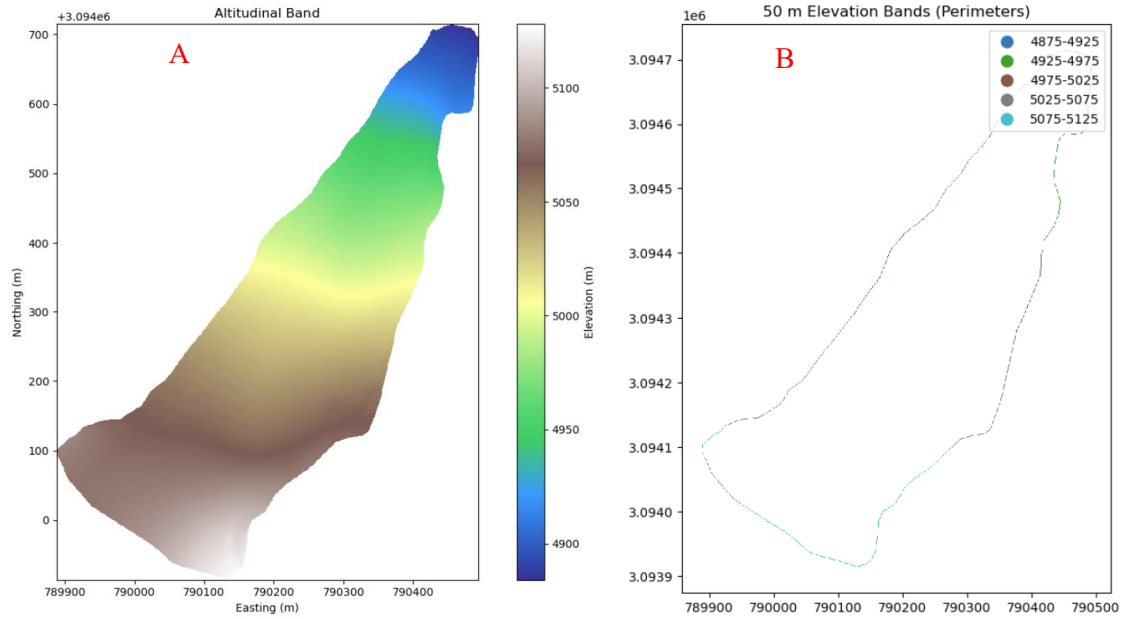 Altitudinal Band
+3.094e6
A
700
600
500
400
300
200
100
0
Northing (m)
789900 790000 790100 790200 790300 790400
Easting (m)
5100
5050
5000
4950
4900
Elevation (m)
50 m Elevation Bands (Perimeters)
1e6
B
4875-4925
4925-4975
4975-5025
5025-5075
5075-5125
3.0947
3.0946
3.0945
3.0944
3.0943
3.0942
3.0941
3.0940
3.0939
789900 790000 790100 790200 790300 790400 790500